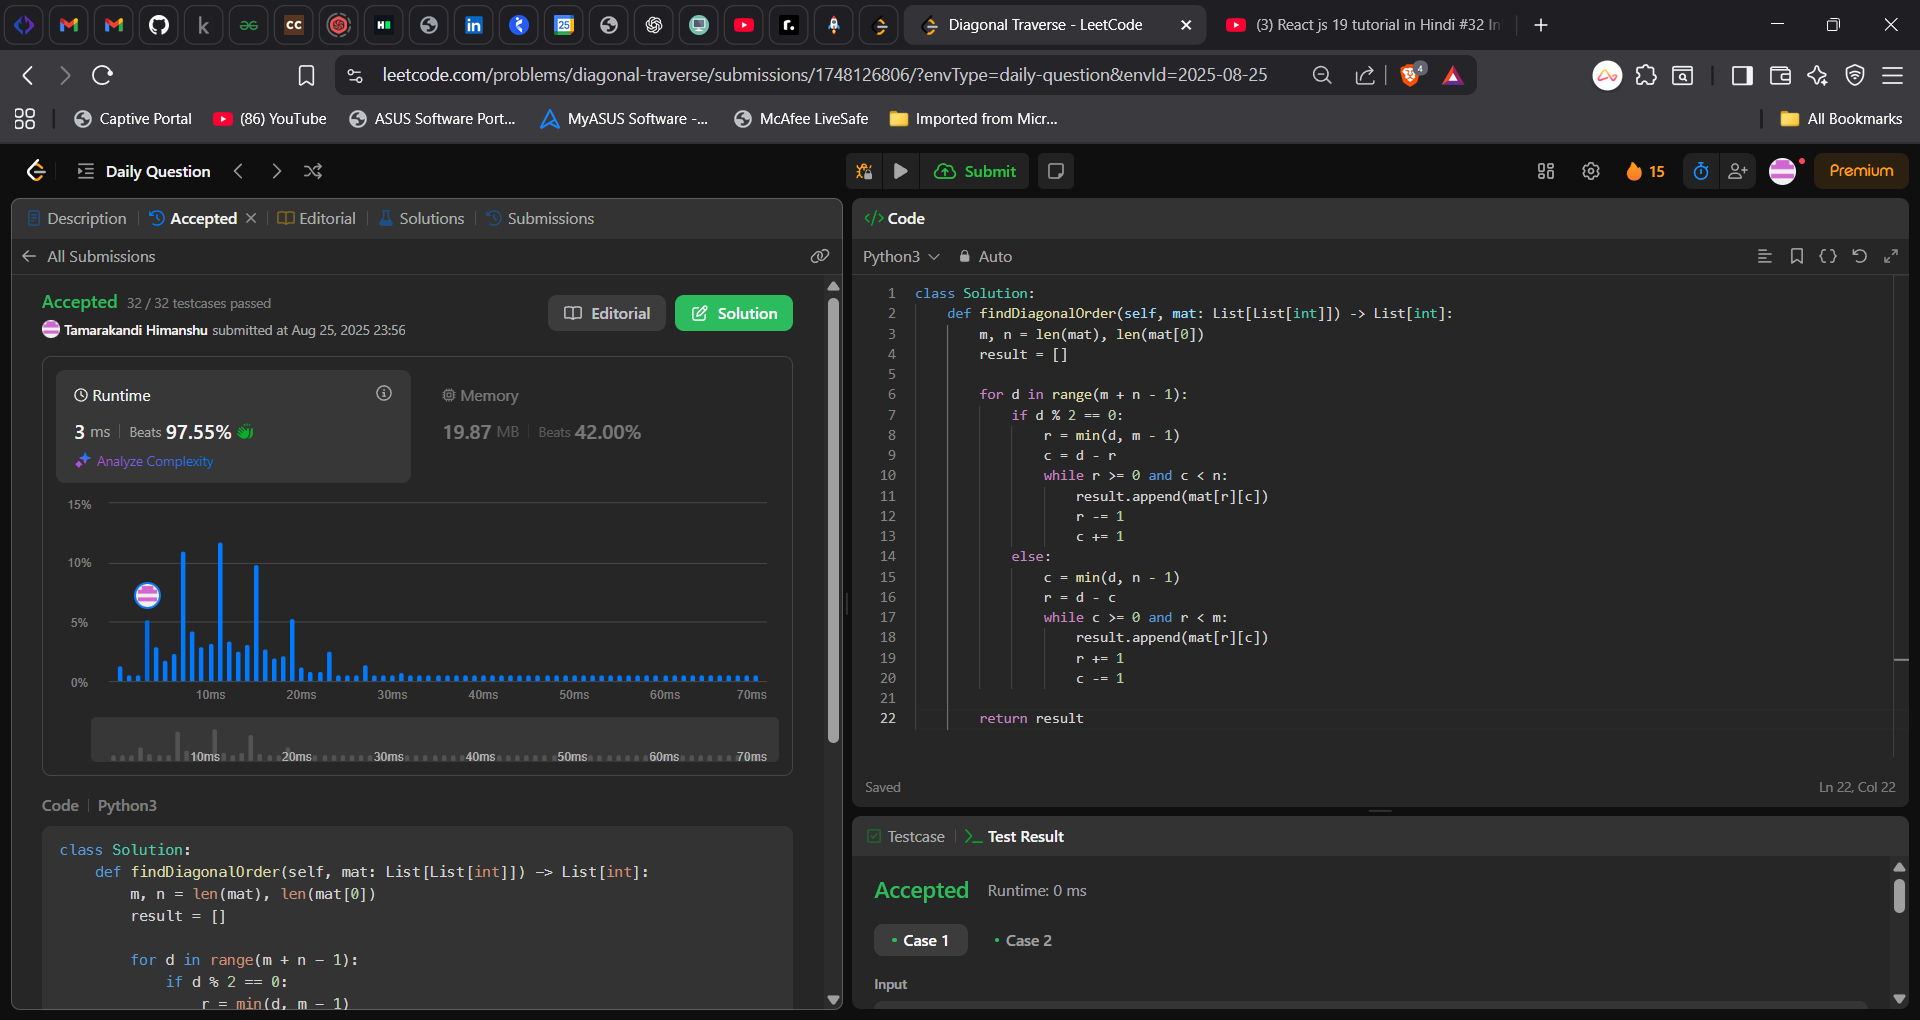 CC
25
Diagonal Traverse - LeetCode
(3) React js 19 tutorial in Hindi #32 In
leetcode.com/problems/diagonal-traverse/submissions/1748126806/?envType=daily-question&envId=2025-08-25
4
Captive Portal
(86) YouTube
ASUS Software Port...
MyASUS Software -...
McAfee LiveSafe
Imported from Micr...
All Bookmarks
Daily Question
Submit
15
Premium
Description
Accepted
Editorial
Solutions
Submissions
All Submissions
Accepted 32 / 32 testcases passed
Tamarakandi Himanshu submitted at Aug 25, 2025 23:56
Editorial
Solution
Runtime
3 ms | Beats 97.55%
Analyze Complexity
Memory
19.87 MB | Beats 42.00%
15%
10%
5%
0%
10ms 20ms 30ms 40ms 50ms 60ms 70ms
10ms 20ms 30ms 40ms 50ms 60ms 70ms
Code | Python3
class Solution:
def findDiagonalOrder(self, mat: List[List[int]]) -> List[int]:
m, n = len(mat), len(mat[0])
result = []
for d in range(m + n - 1):
if d % 2 == 0:
r = min(d, m - 1)
</> Code
Python3
Auto
1 class Solution:
2 def findDiagonalOrder(self, mat: List[List[int]]) -> List[int]:
3 m, n = len(mat), len(mat[0])
4 result = []
5
6 for d in range(m + n - 1):
7 if d % 2 == 0:
8 r = min(d, m - 1)
9 c = d - r
10 while r >= 0 and c < n:
11 result.append(mat[r][c])
12 r -= 1
13 c += 1
14 else:
15 c = min(d, n - 1)
16 r = d - c
17 while c >= 0 and r < m:
18 result.append(mat[r][c])
19 r += 1
20 c -= 1
21
22 return result
Saved
Ln 22, Col 22
Testcase
Test Result
Accepted Runtime: 0 ms
Case 1
Case 2
Input